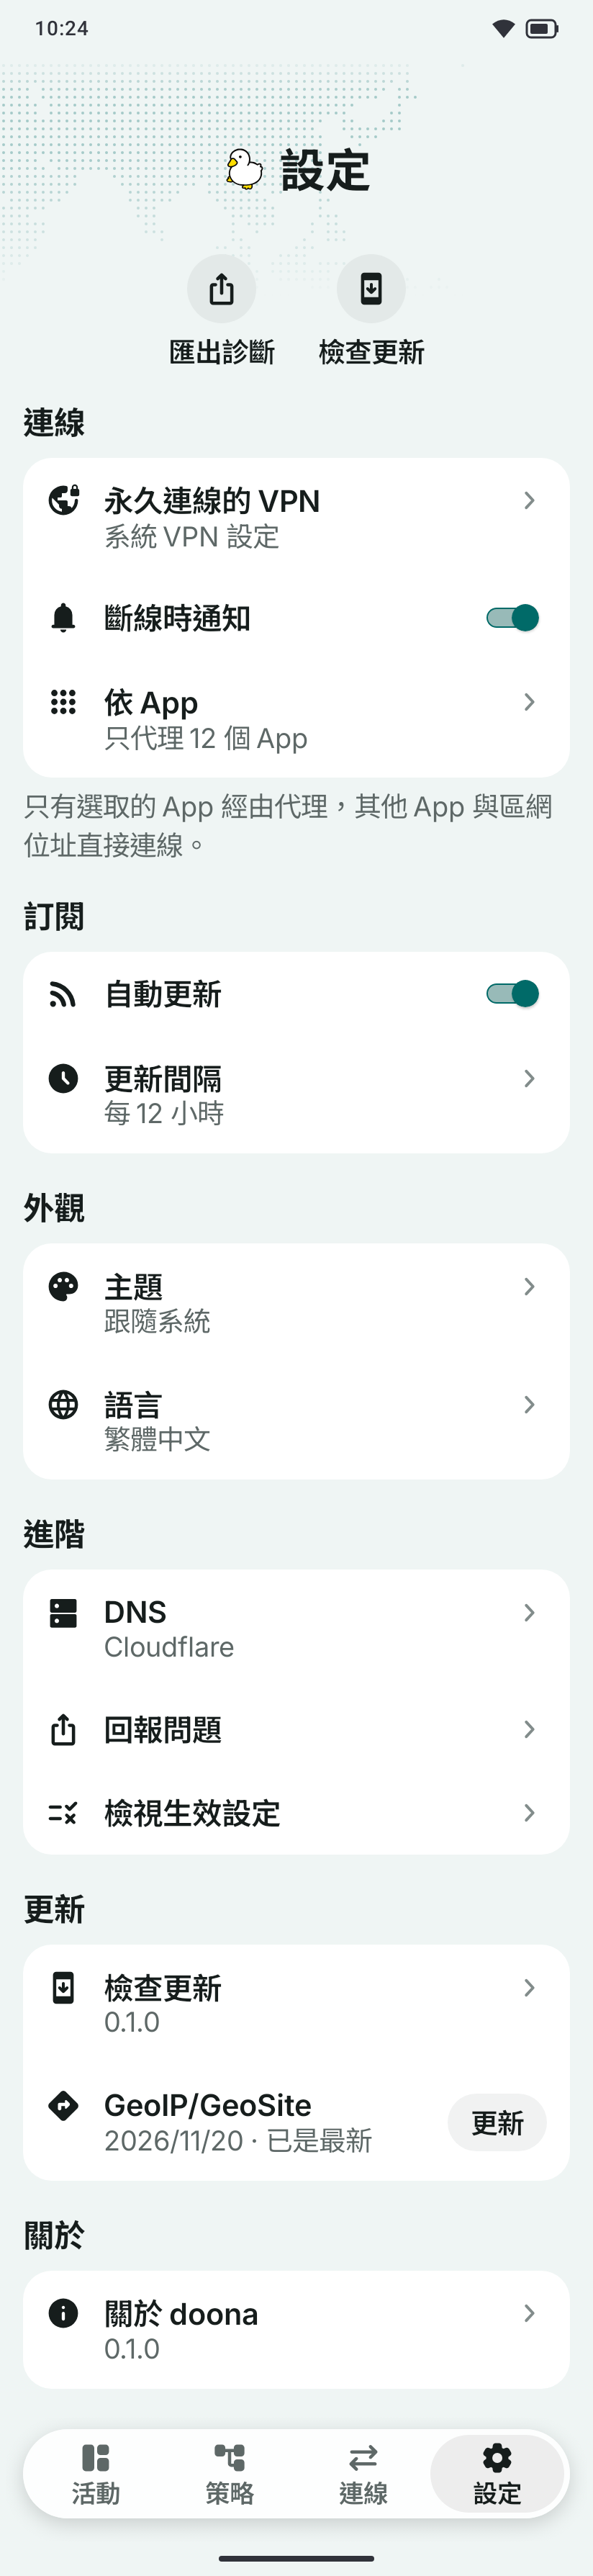 10:24
設定
匯出診斷
檢查更新
連線
永久連線的 VPN
系統 VPN 設定
斷線時通知
依 App
只代理 12 個 App
只有選取的 App 經由代理，其他 App 與區網
位址直接連線。
訂閱
自動更新
更新間隔
每 12 小時
外觀
主題
跟隨系統
語言
繁體中文
進階
DNS
Cloudflare
回報問題
檢視生效設定
更新
檢查更新
0.1.0
GeoIP/GeoSite
2026/11/20 · 已是最新
更新
關於
關於 doona
0.1.0
活動
策略
連線
設定